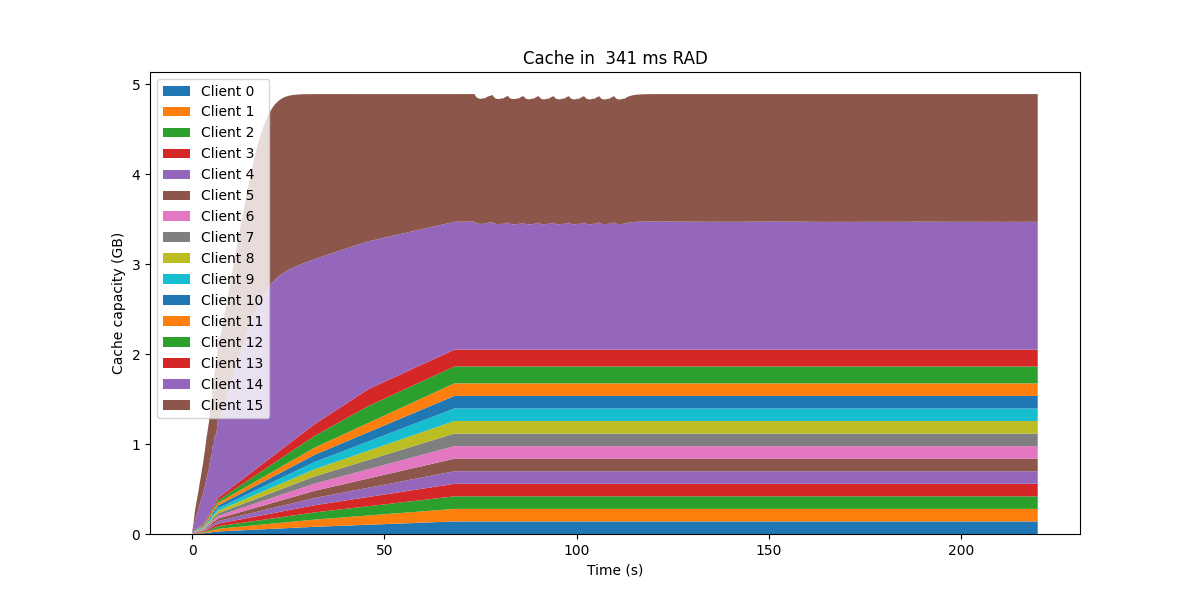 Cache in  341 ms RAD
Cache capacity (GB)
5
4
3
2
1
0
Client 0
Client 1
Client 2
Client 3
Client 4
Client 5
Client 6
Client 7
Client 8
Client 9
Client 10
Client 11
Client 12
Client 13
Client 14
Client 15
0 50 100 150 200
Time (s)